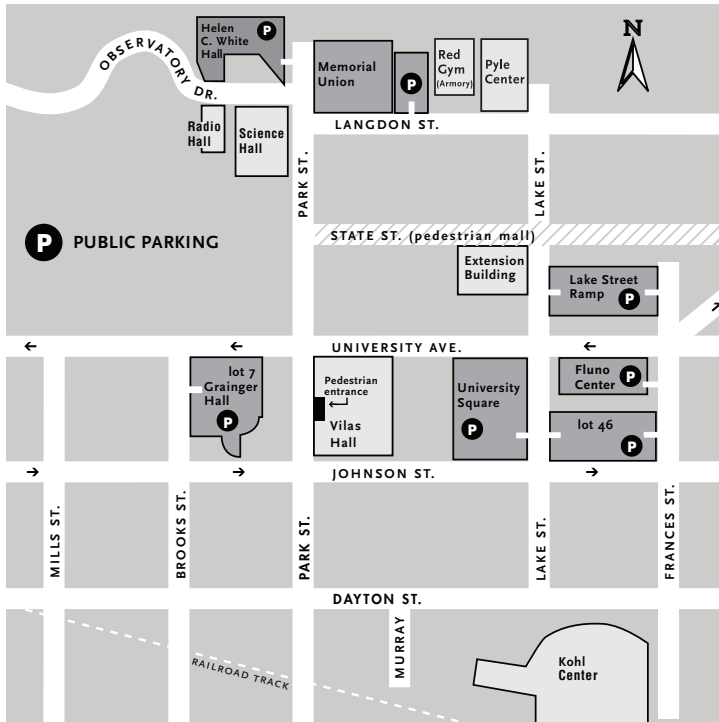 Helen
C. White
Hall
P
OBSERVATORY DR.
Memorial
Union
P
Red
Gym
(Armory)
Pyle
Center
N
LANGDON ST.
Radio
Hall
Science
Hall
PARK ST.
LAKE ST.
P PUBLIC PARKING
STATE ST. (pedestrian mall)
Extension
Building
Lake Street
Ramp
P
UNIVERSITY AVE.
lot 7
Grainger
Hall
P
Pedestrian
entrance
Vilas
Hall
University
Square
P
Fluno
Center
P
lot 46
P
JOHNSON ST.
MILLS ST.
BROOKS ST.
PARK ST.
LAKE ST.
FRANCES ST.
DAYTON ST.
MURRAY
RAILROAD TRACK
Kohl
Center